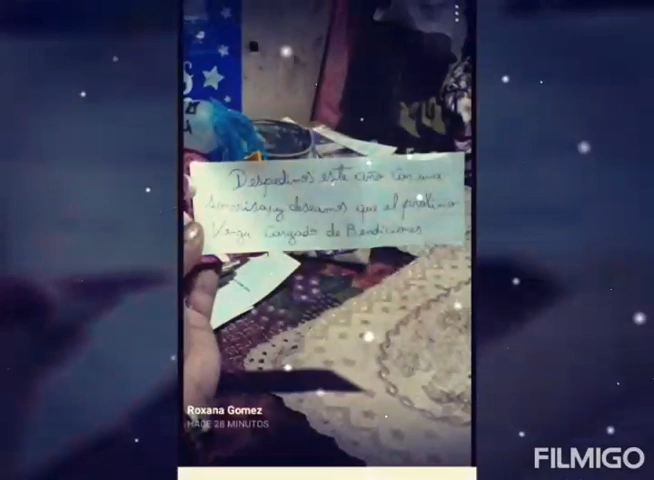 Despedimos este año con una
sonorisa y deseamos que el próximo
Venga Cargado de Bendiciones
Roxana Gomez
HACE 28 MINUTOS
FILMIGO